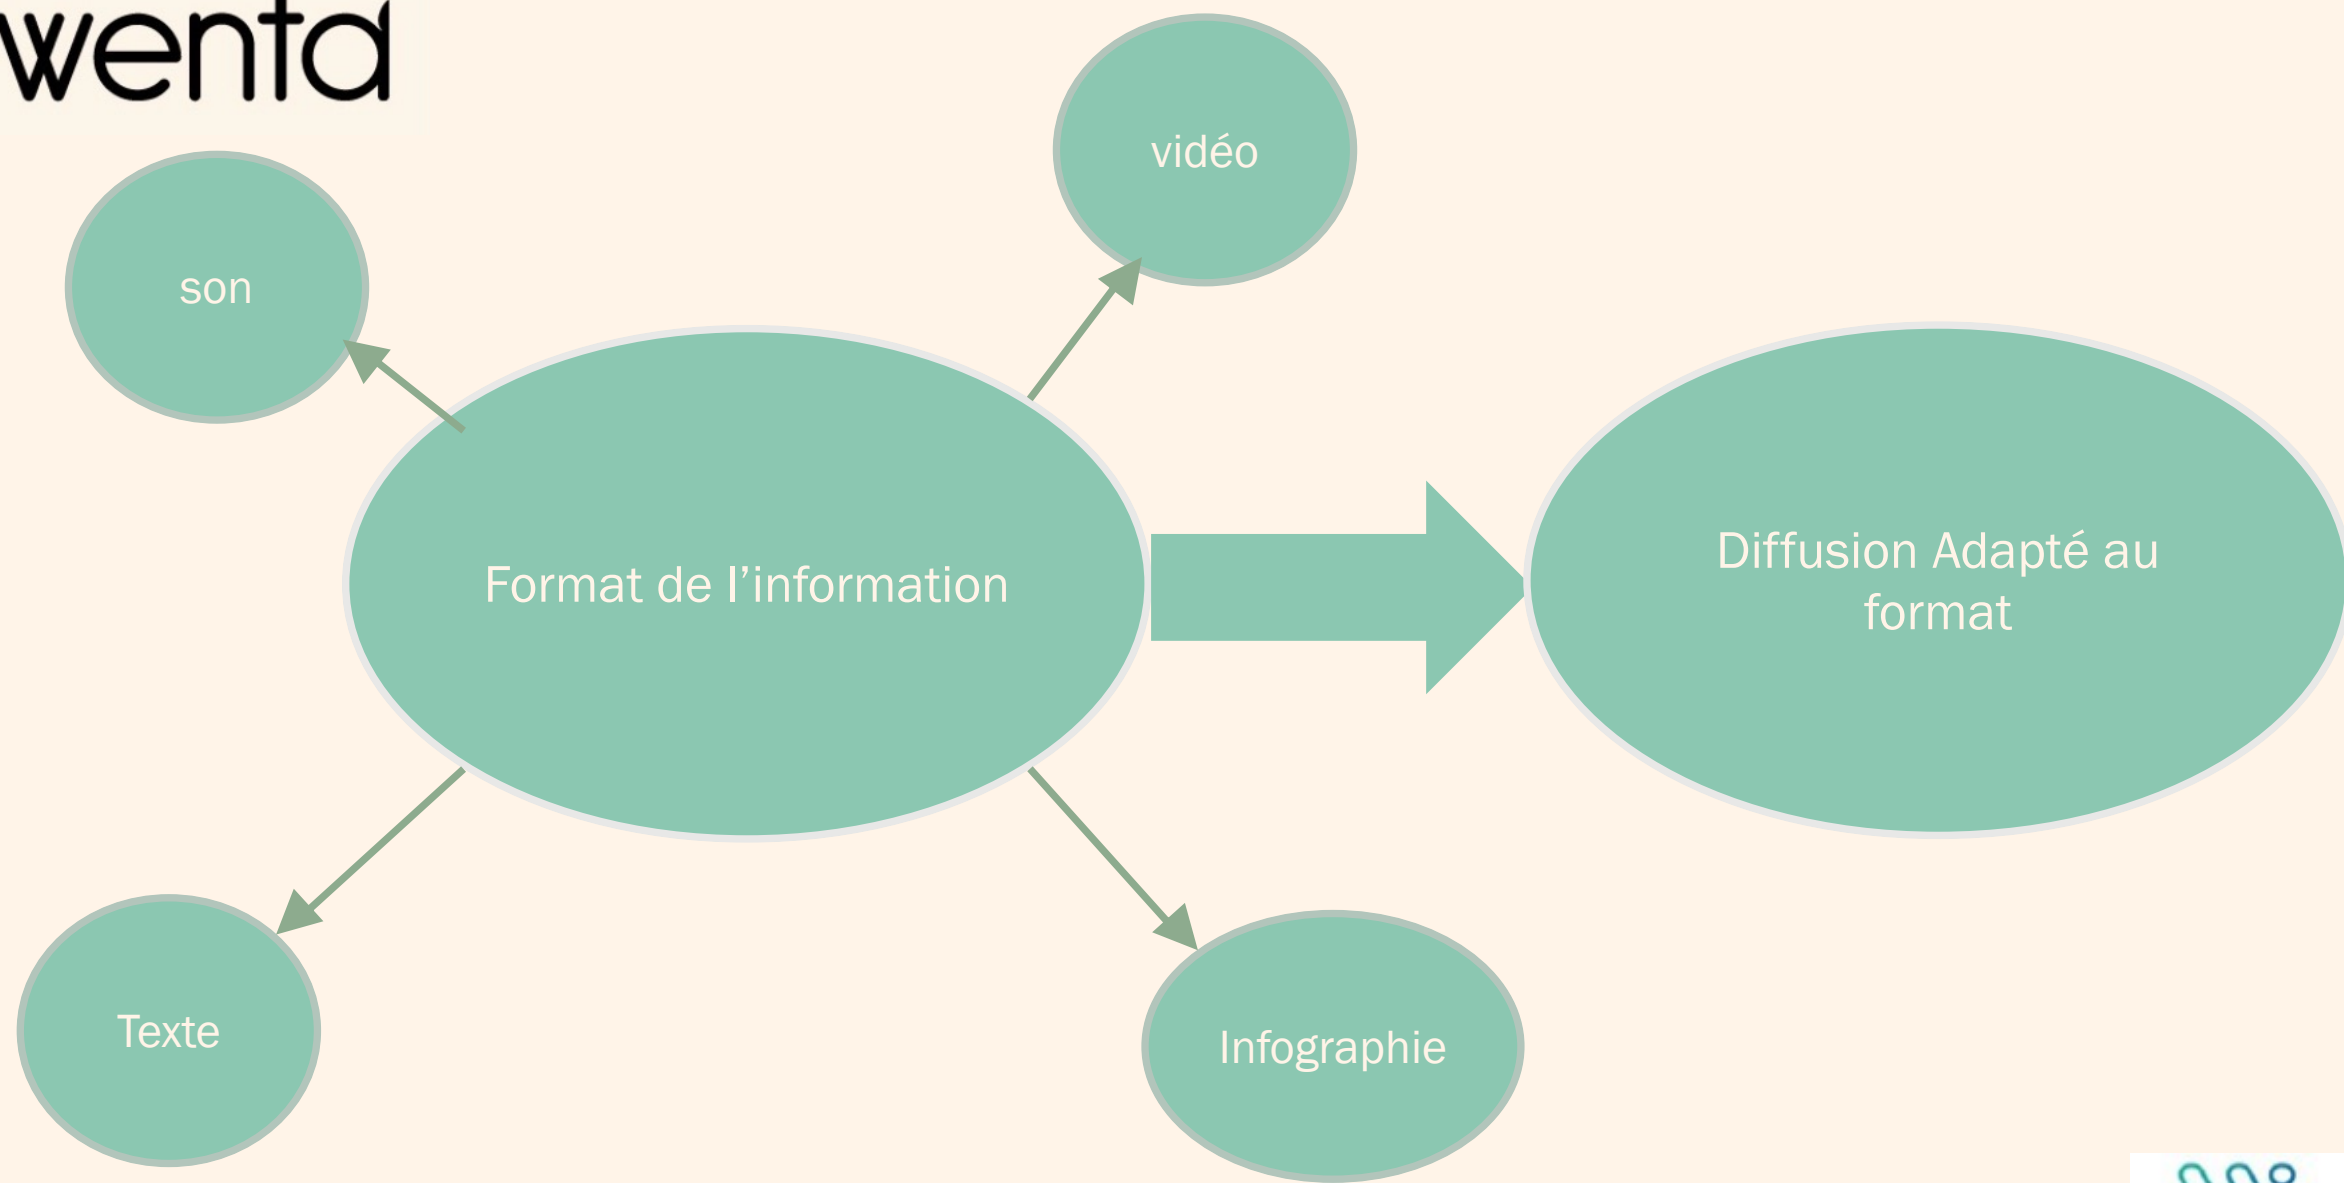 wenta
vidéo
son
Format de l’information
Diffusion Adapté au
format
Texte
Infographie